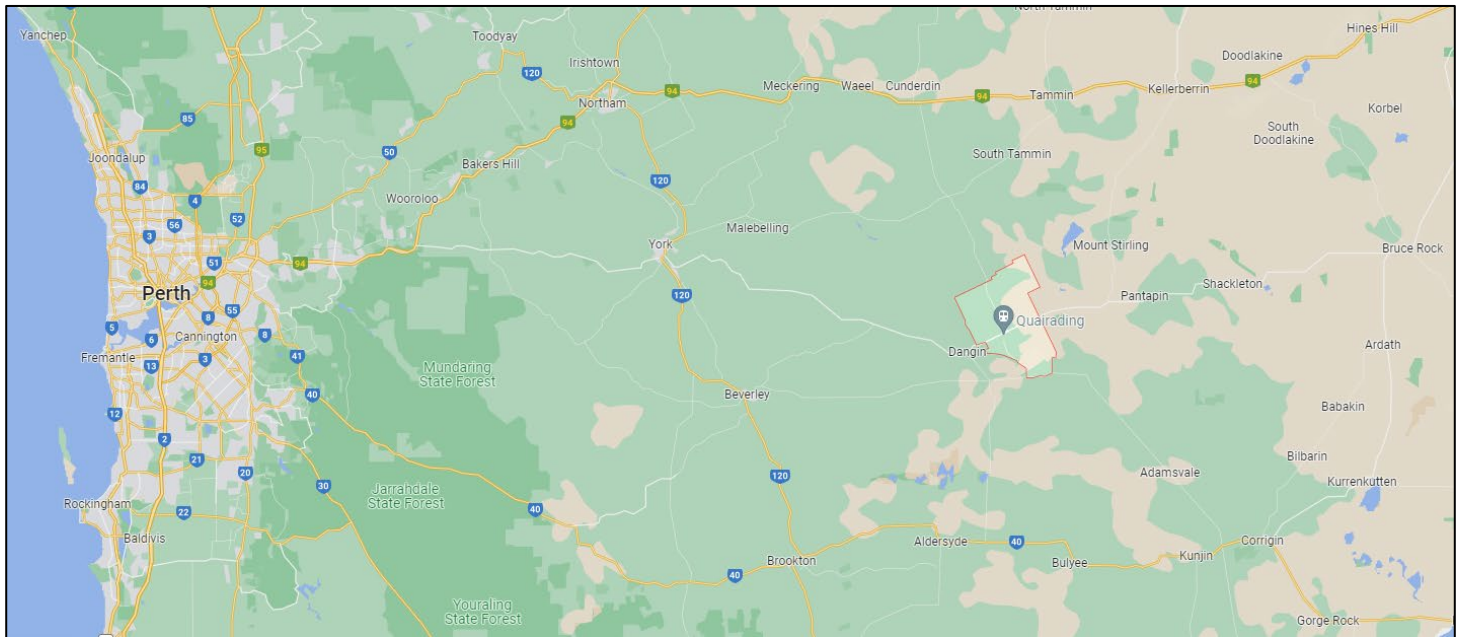 North Tammin
Yanchep
Toodyay
Hines Hill
Irishtown
Doodlakine
120
94
Meckering
Waeel
Cunderdin
94
94
Tammin
Kellerberrin
Northam
Korbel
85
94
South
Doodlakine
95
50
South Tammin
Joondalup
Bakers Hill
84
120
4
Wooroloo
52
56
3
Malebelling
York
Mount Stirling
Bruce Rock
51
94
94
Perth
120
Shackleton
Pantapin
55
8
5
Quairading
6
Cannington
8
Ardath
Fremantle
3
41
Dangin
13
Mundaring
State Forest
40
Beverley
12
Babakin
2
Bilbarin
21
20
120
Adamsvale
30
Jarrahdale
State Forest
Kurrenkutten
Rockingham
22
40
Baldivis
Aldersyde
40
Corrigin
Kunjin
Brookton
Bulyee
40
Youraling
State Forest
Gorge Rock